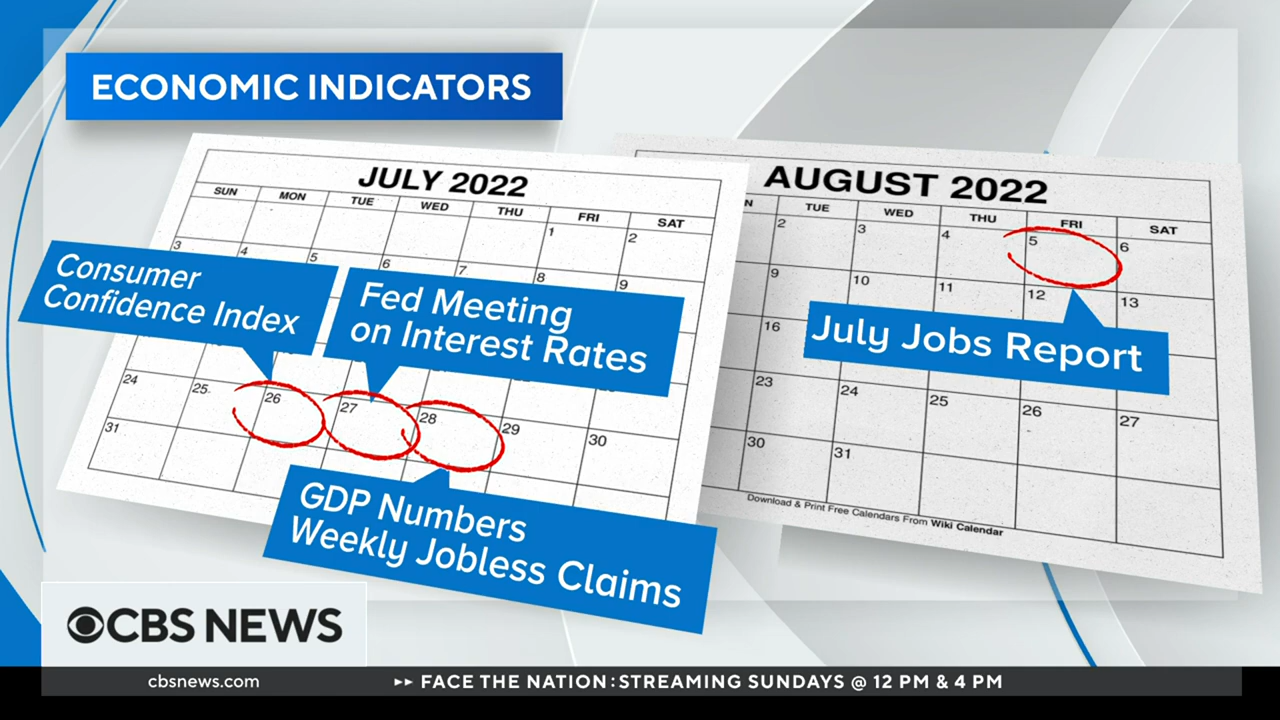 ECONOMIC INDICATORS
JULY 2022
SUN MON TUE WED THU FRI SAT
1 2
3 4 5 6 7 8 9
Consumer
Confidence Index
Fed Meeting
on Interest Rates
24 25 26 27 28 29 30
31
GDP Numbers
Weekly Jobless Claims
AUGUST 2022
N TUE WED THU FRI SAT
2 3 4 5 6
9 10 11 12 13
July Jobs Report
16
23 24 25 26 27
30 31
Download & Print Free Calendars From Wiki Calendar
CBS NEWS
cbsnews.com
FACE THE NATION: STREAMING SUNDAYS @ 12 PM & 4 PM